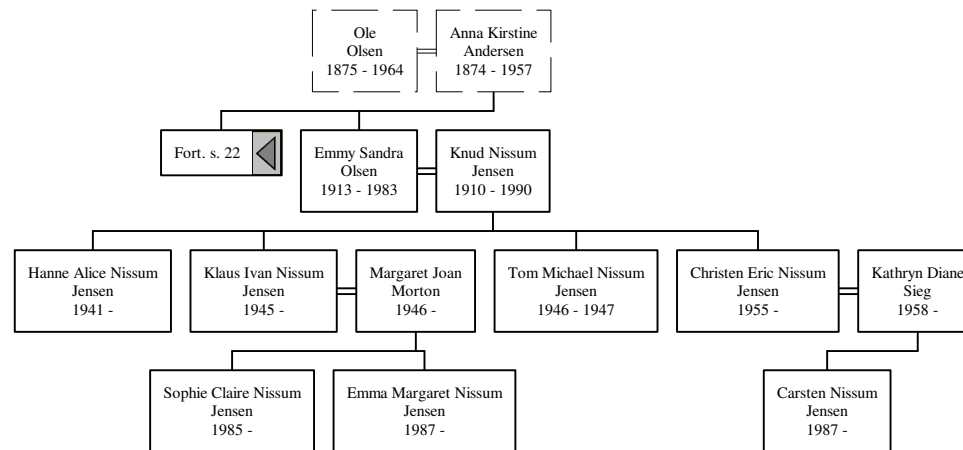 Ole
Olsen
1875 - 1964
Anna Kirstine
Andersen
1874 - 1957
Fort. s. 22
Emmy Sandra
Olsen
1913 - 1983
Knud Nissum
Jensen
1910 - 1990
Hanne Alice Nissum
Jensen
1941 -
Klaus Ivan Nissum
Jensen
1945 -
Margaret Joan
Morton
1946 -
Tom Michael Nissum
Jensen
1946 - 1947
Christen Eric Nissum
Jensen
1955 -
Kathryn Diane
Sieg
1958 -
Sophie Claire Nissum
Jensen
1985 -
Emma Margaret Nissum
Jensen
1987 -
Carsten Nissum
Jensen
1987 -